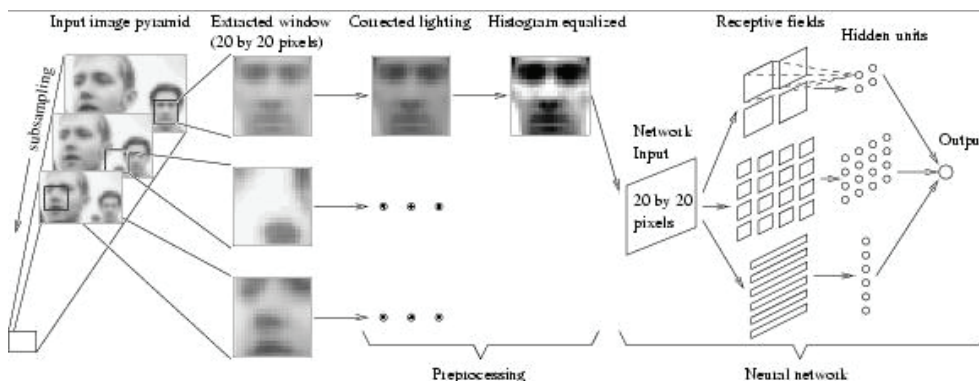 Input image pyramid
Extracted window
(20 by 20 pixels)
Corrected lighting
Histogram equalized
Receptive fields
Hidden units
subsampling
Network
Input
20 by 20
pixels
Output
Preprocessing
Neural network